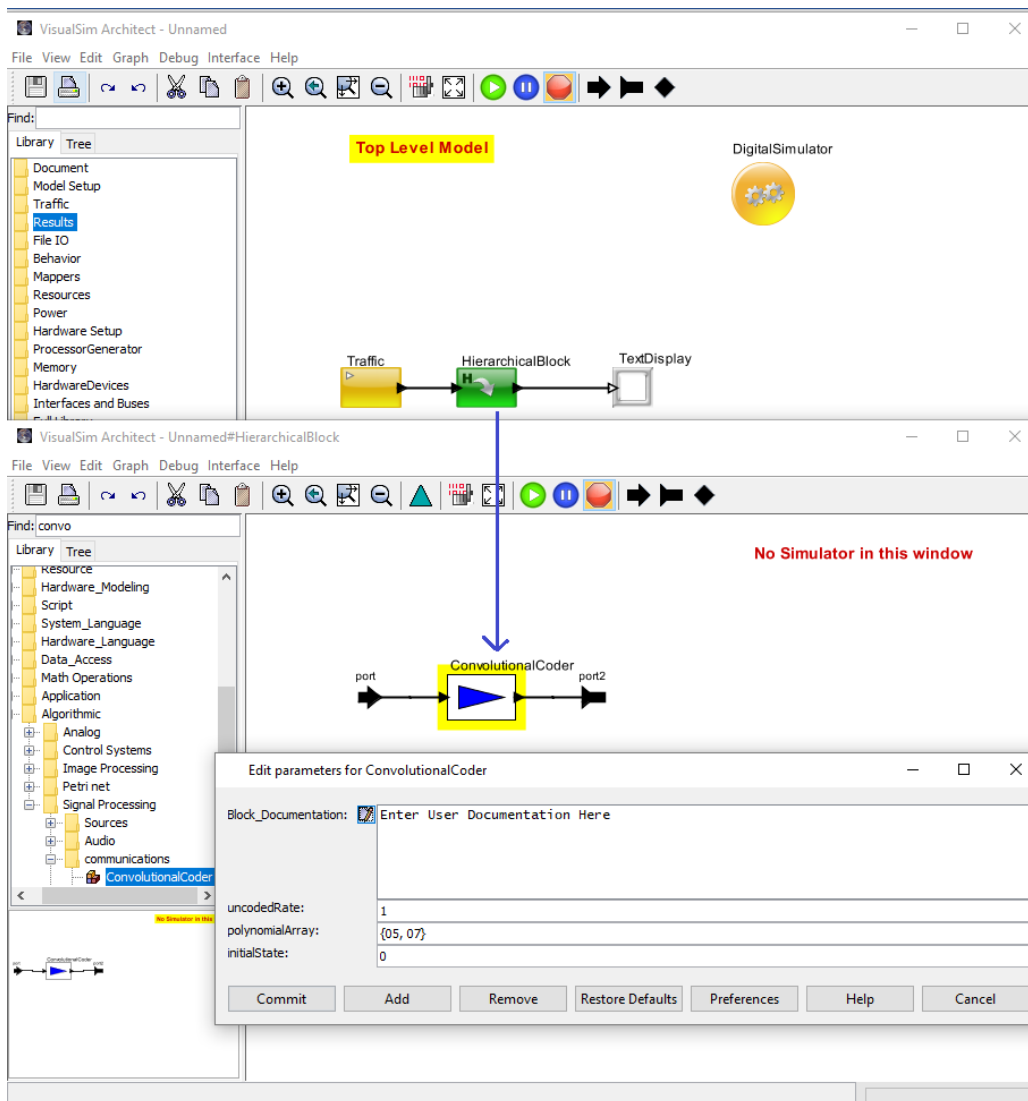 VisualSim Architect - Unnamed
File View Edit Graph Debug Interface Help
Find:
Library Tree
Document
Model Setup
Traffic
Results
File IO
Behavior
Mappers
Resources
Power
Hardware Setup
ProcessorGenerator
Memory
HardwareDevices
Interfaces and Buses
Top Level Model
DigitalSimulator
Traffic
HierarchicalBlock
H
TextDisplay
VisualSim Architect - Unnamed#HierarchicalBlock
File View Edit Graph Debug Interface Help
Find: convo
Library Tree
Resource
Hardware_Modeling
Script
System_Language
Hardware_Language
Data_Access
Math Operations
Application
Algorithmic
Analog
Control Systems
Image Processing
Petri net
Signal Processing
Sources
Audio
communications
ConvolutionalCoder
No Simulator in this window
port
ConvolutionalCoder
port2
Edit parameters for ConvolutionalCoder
Block_Documentation: Enter User Documentation Here
uncodedRate: 1
polynomialArray: {05, 07}
initialState: 0
Commit Add Remove Restore Defaults Preferences Help Cancel
No Simulator in this